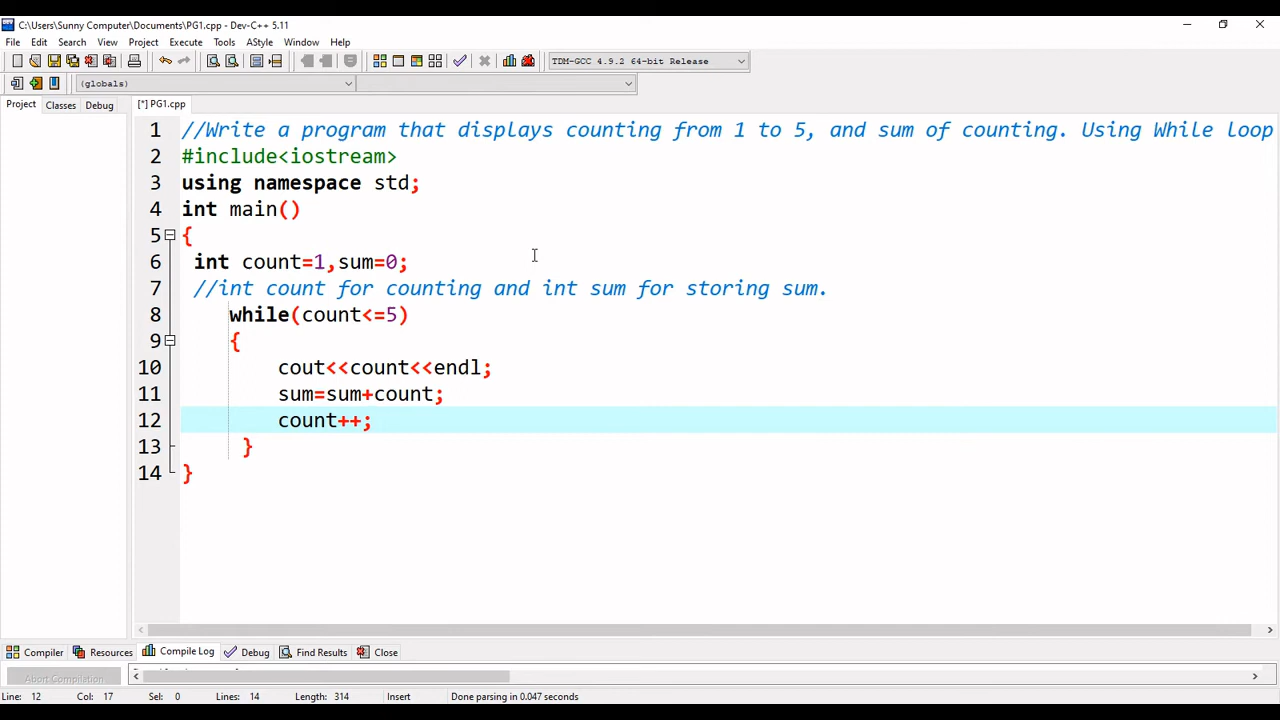 C:\Users\Sunny Computer\Documents\PG1.cpp - Dev-C++ 5.11
File Edit Search View Project Execute Tools AStyle Window Help
TDM-GCC 4.9.2 64-bit Release
(globals)
Project Classes Debug [*] PG1.cpp
1 //Write a program that displays counting from 1 to 5, and sum of counting. Using While loop
2 #include<iostream>
3 using namespace std;
4 int main()
5 {
6 int count=1,sum=0;
7 //int count for counting and int sum for storing sum.
8 while(count<=5)
9 {
10 cout<<count<<endl;
11 sum=sum+count;
12 count++;
13 }
14 }
Compiler Resources Compile Log Debug Find Results Close
Abort Compilation
Line: 12 Col: 17 Sel: 0 Lines: 14 Length: 314 Insert Done parsing in 0.047 seconds